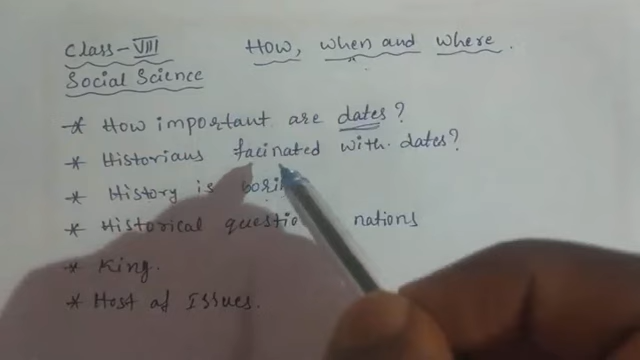 Class-VIII How, when and where.
Social Science
* How important are dates?
* Historians facinated with dates?
* History is
* Historical nations
* King.
* Host of Issues.